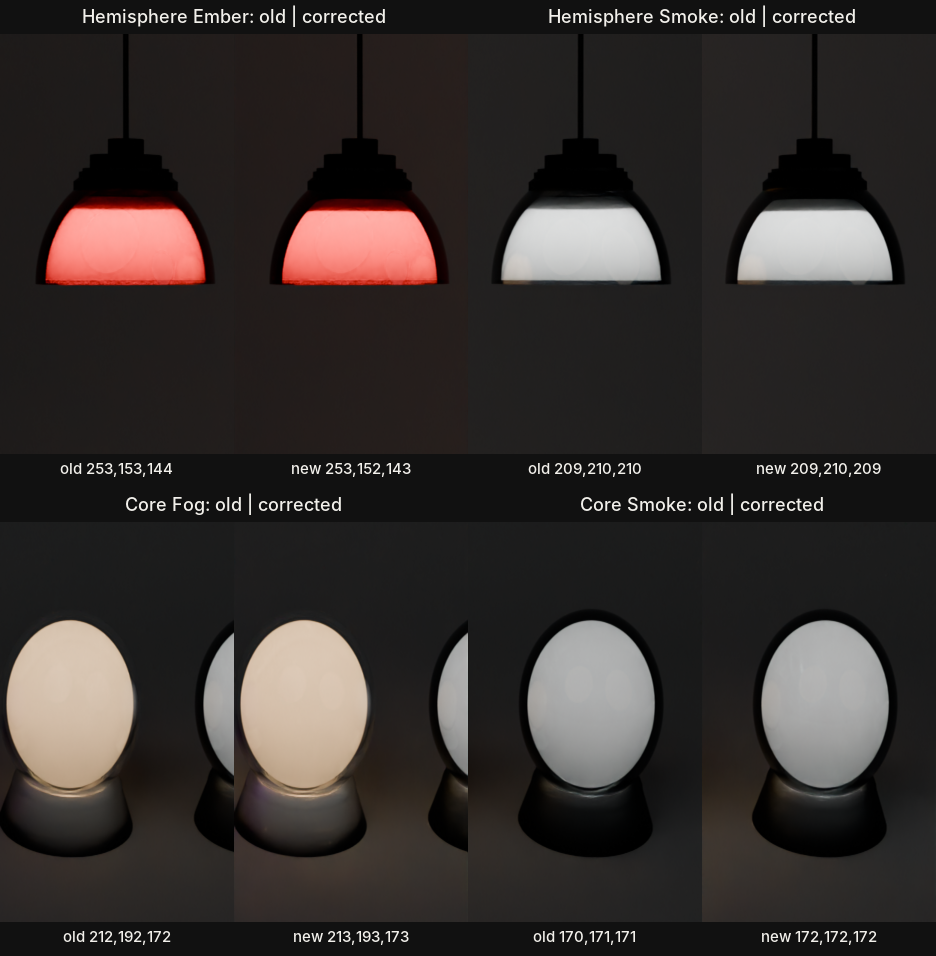 Hemisphere Ember: old | corrected
Hemisphere Smoke: old | corrected
old 253,153,144
new 253,152,143
old 209,210,210
new 209,210,209
Core Fog: old | corrected
Core Smoke: old | corrected
old 212,192,172
new 213,193,173
old 170,171,171
new 172,172,172